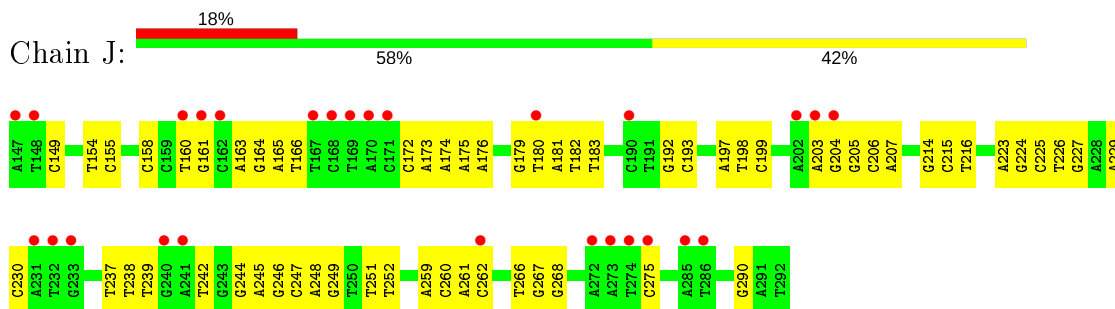 18%
Chain J:
58% 42%
A147 T148 C149 T154 C155 C158 C159 T160 G161 C162 A163 G164 A165 T166 T167 C168 T169 A170 C171 C172 A173 A174 A175 A176 G179 T180 A181 T182 T183 C190 T191 G192 C193 A197 T198 C199 A202 A203 G204 G205 C206 A207 G214 C215 T216 A223 G224 C225 T226 G227 A228 A229
C230 A231 T232 G233 T237 T238 T239 G240 A241 T242 G243 G244 A245 G246 C247 A248 G249 T250 T251 T252 A259 C260 A261 C262 T266 G267 G268 A272 A273 T274 C275 A285 T286 G290 A291 T292